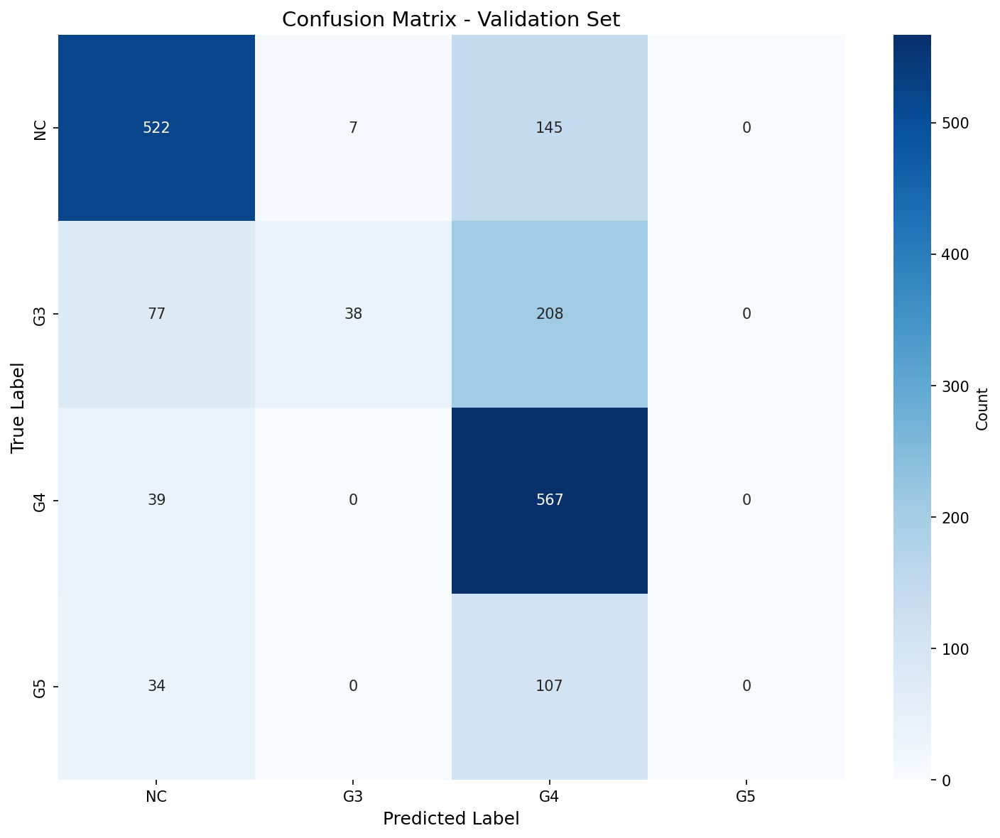 Confusion Matrix - Validation Set
True Label
NC
522 7 145 0
G3
77 38 208 0
G4
39 0 567 0
G5
34 0 107 0
NC G3 G4 G5
Predicted Label
500
400
300
200
100
0
Count